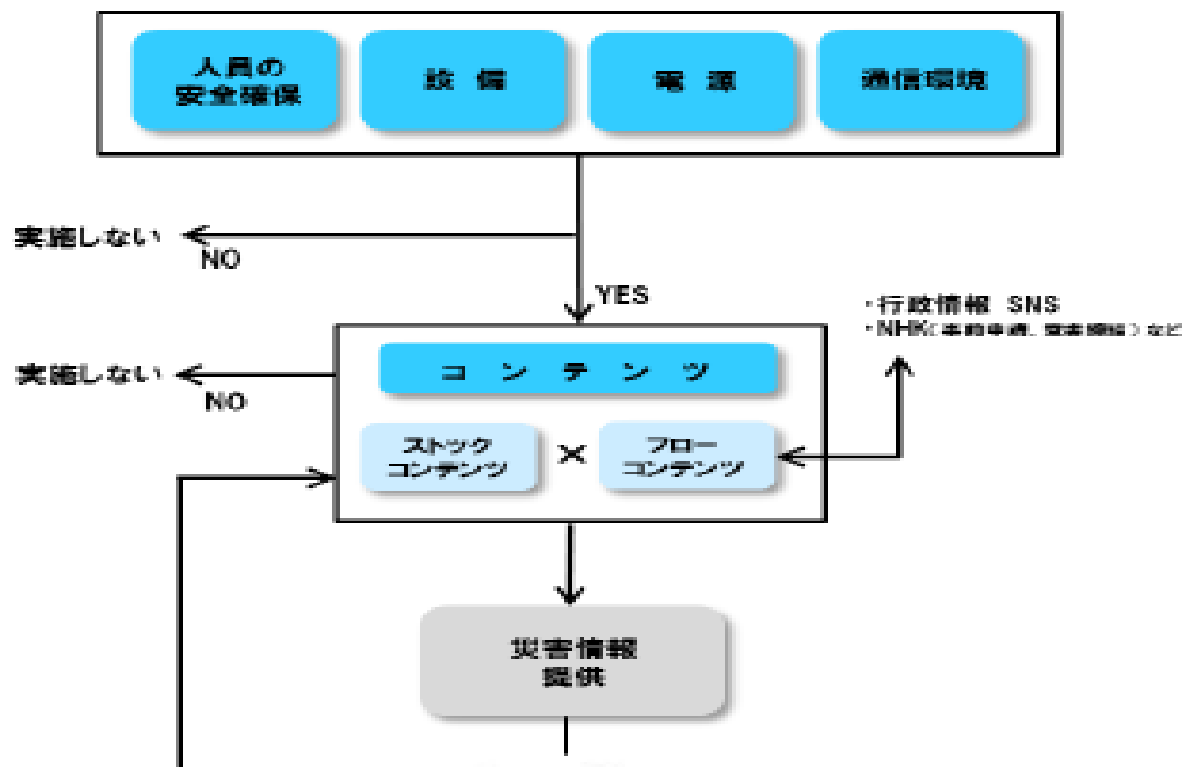 人員の
安全確保
設 備
電 源
通信環境
実施しない
NO
YES
・行政情報 SNS
・NHK( など
実施しない
NO
コ ン テ ン ツ
ストック
コンテンツ
×
フロー
コンテンツ
災害情報
提供